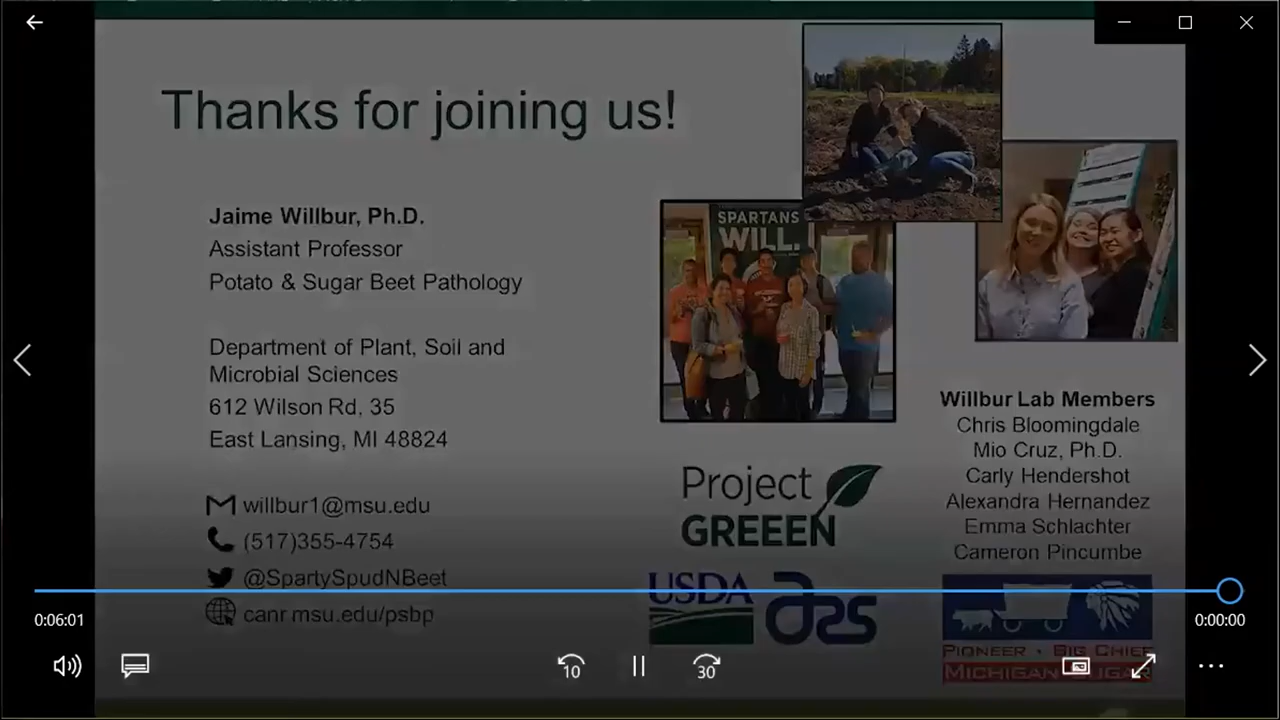 Thanks for joining us!
Jaime Willbur, Ph.D.
Assistant Professor
Potato & Sugar Beet Pathology
Department of Plant, Soil and
Microbial Sciences
612 Wilson Rd, 35
East Lansing, MI 48824
willbur1@msu.edu
(517)355-4754
@SpartySpudNBeet
canr.msu.edu/psbp
SPARTANS
WILL.
Project
GREEEN
USDA ars
Willbur Lab Members
Chris Bloomingdale
Mio Cruz, Ph.D.
Carly Hendershot
Alexandra Hernandez
Emma Schlachter
Cameron Pincumbe
PIONEER • BIG CHIEF
MICHIGAN SUGAR
0:06:01
0:00:00
10
30